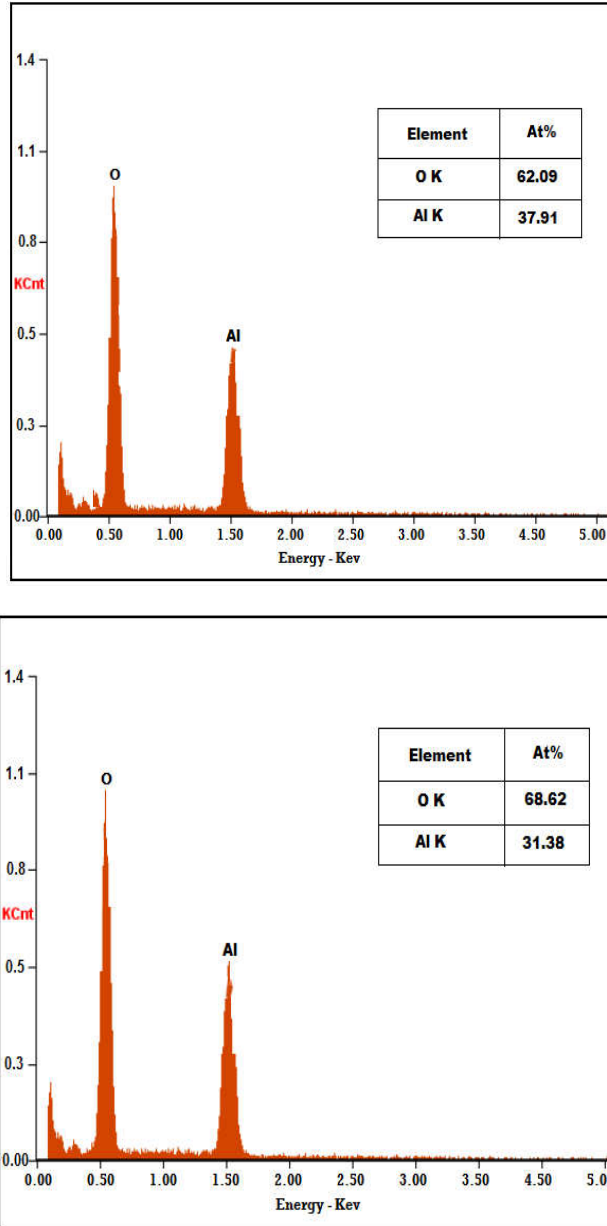 1.4
Element At%
1.1
O K 62.09
O
Al K 37.91
0.8
KCnt
0.5
Al
0.3
0.00
0.00 0.50 1.00 1.50 2.00 2.50 3.00 3.50 4.50 5.00
Energy - Kev
1.4
Element At%
1.1
O
O K 68.62
Al K 31.38
0.8
KCnt
0.5
Al
0.3
0.00
0.00 0.50 1.00 1.50 2.00 2.50 3.00 3.50 4.50 5.0
Energy - Kev